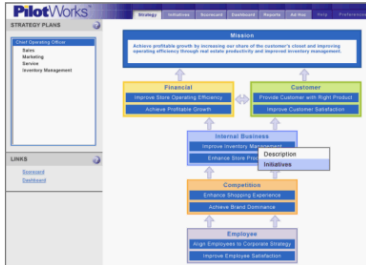 PilotWorks
Strategy
Initiatives
Scorecard
Dashboard
Reports
Ad-hoc
Help
Preferences
STRATEGY PLANS
Chief Operating Officer
Sales
Marketing
Service
Inventory Management
LINKS
Scorecard
Dashboard
Mission
Achieve profitable growth by increasing our share of the customer's closet and improving
operating efficiency through real estate productivity and improved inventory management.
Financial
Improve Store Operating Efficiency
Achieve Profitable Growth
Customer
Provide Customer with Right Product
Improve Customer Satisfaction
Internal Business
Improve Inventory Management
Enhance Store
Description
Initiatives
Competition
Enhance Shopping Experience
Achieve Brand Dominance
Employee
Align Employees to Corporate Strategy
Improve Employee Satisfaction